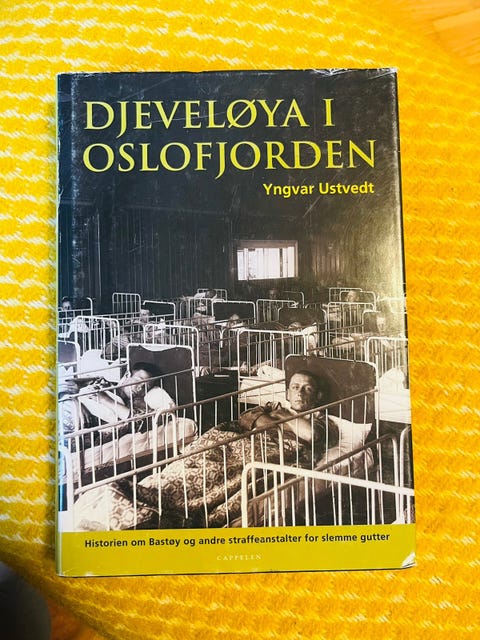 DJEVELØYA I
OSLOFJORDEN
Yngvar Ustvedt
Historien om Bastøy og andre straffeanstalter for slemme gutter
CAPPELEN